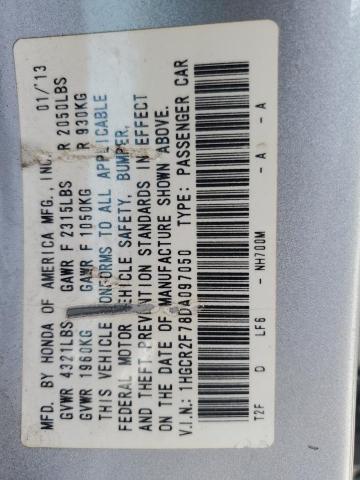 MFD. BY HONDA OF AMERICA MFG., INC. 01/'13
GVWR 4321LBS GAWR F 2315LBS R 2050LBS
GVWR 1960KG GAWR F 1050KG R 930KG
THIS VEHICLE CONFORMS TO ALL APPLICABLE
FEDERAL MOTOR VEHICLE SAFETY, BUMPER,
AND THEFT PREVENTION STANDARDS IN EFFECT
ON THE DATE OF MANUFACTURE SHOWN ABOVE.
V.I.N.: 1HGCR2F78DA097050 TYPE: PASSENGER CAR
T2F D LF6 - NH700M - A - A